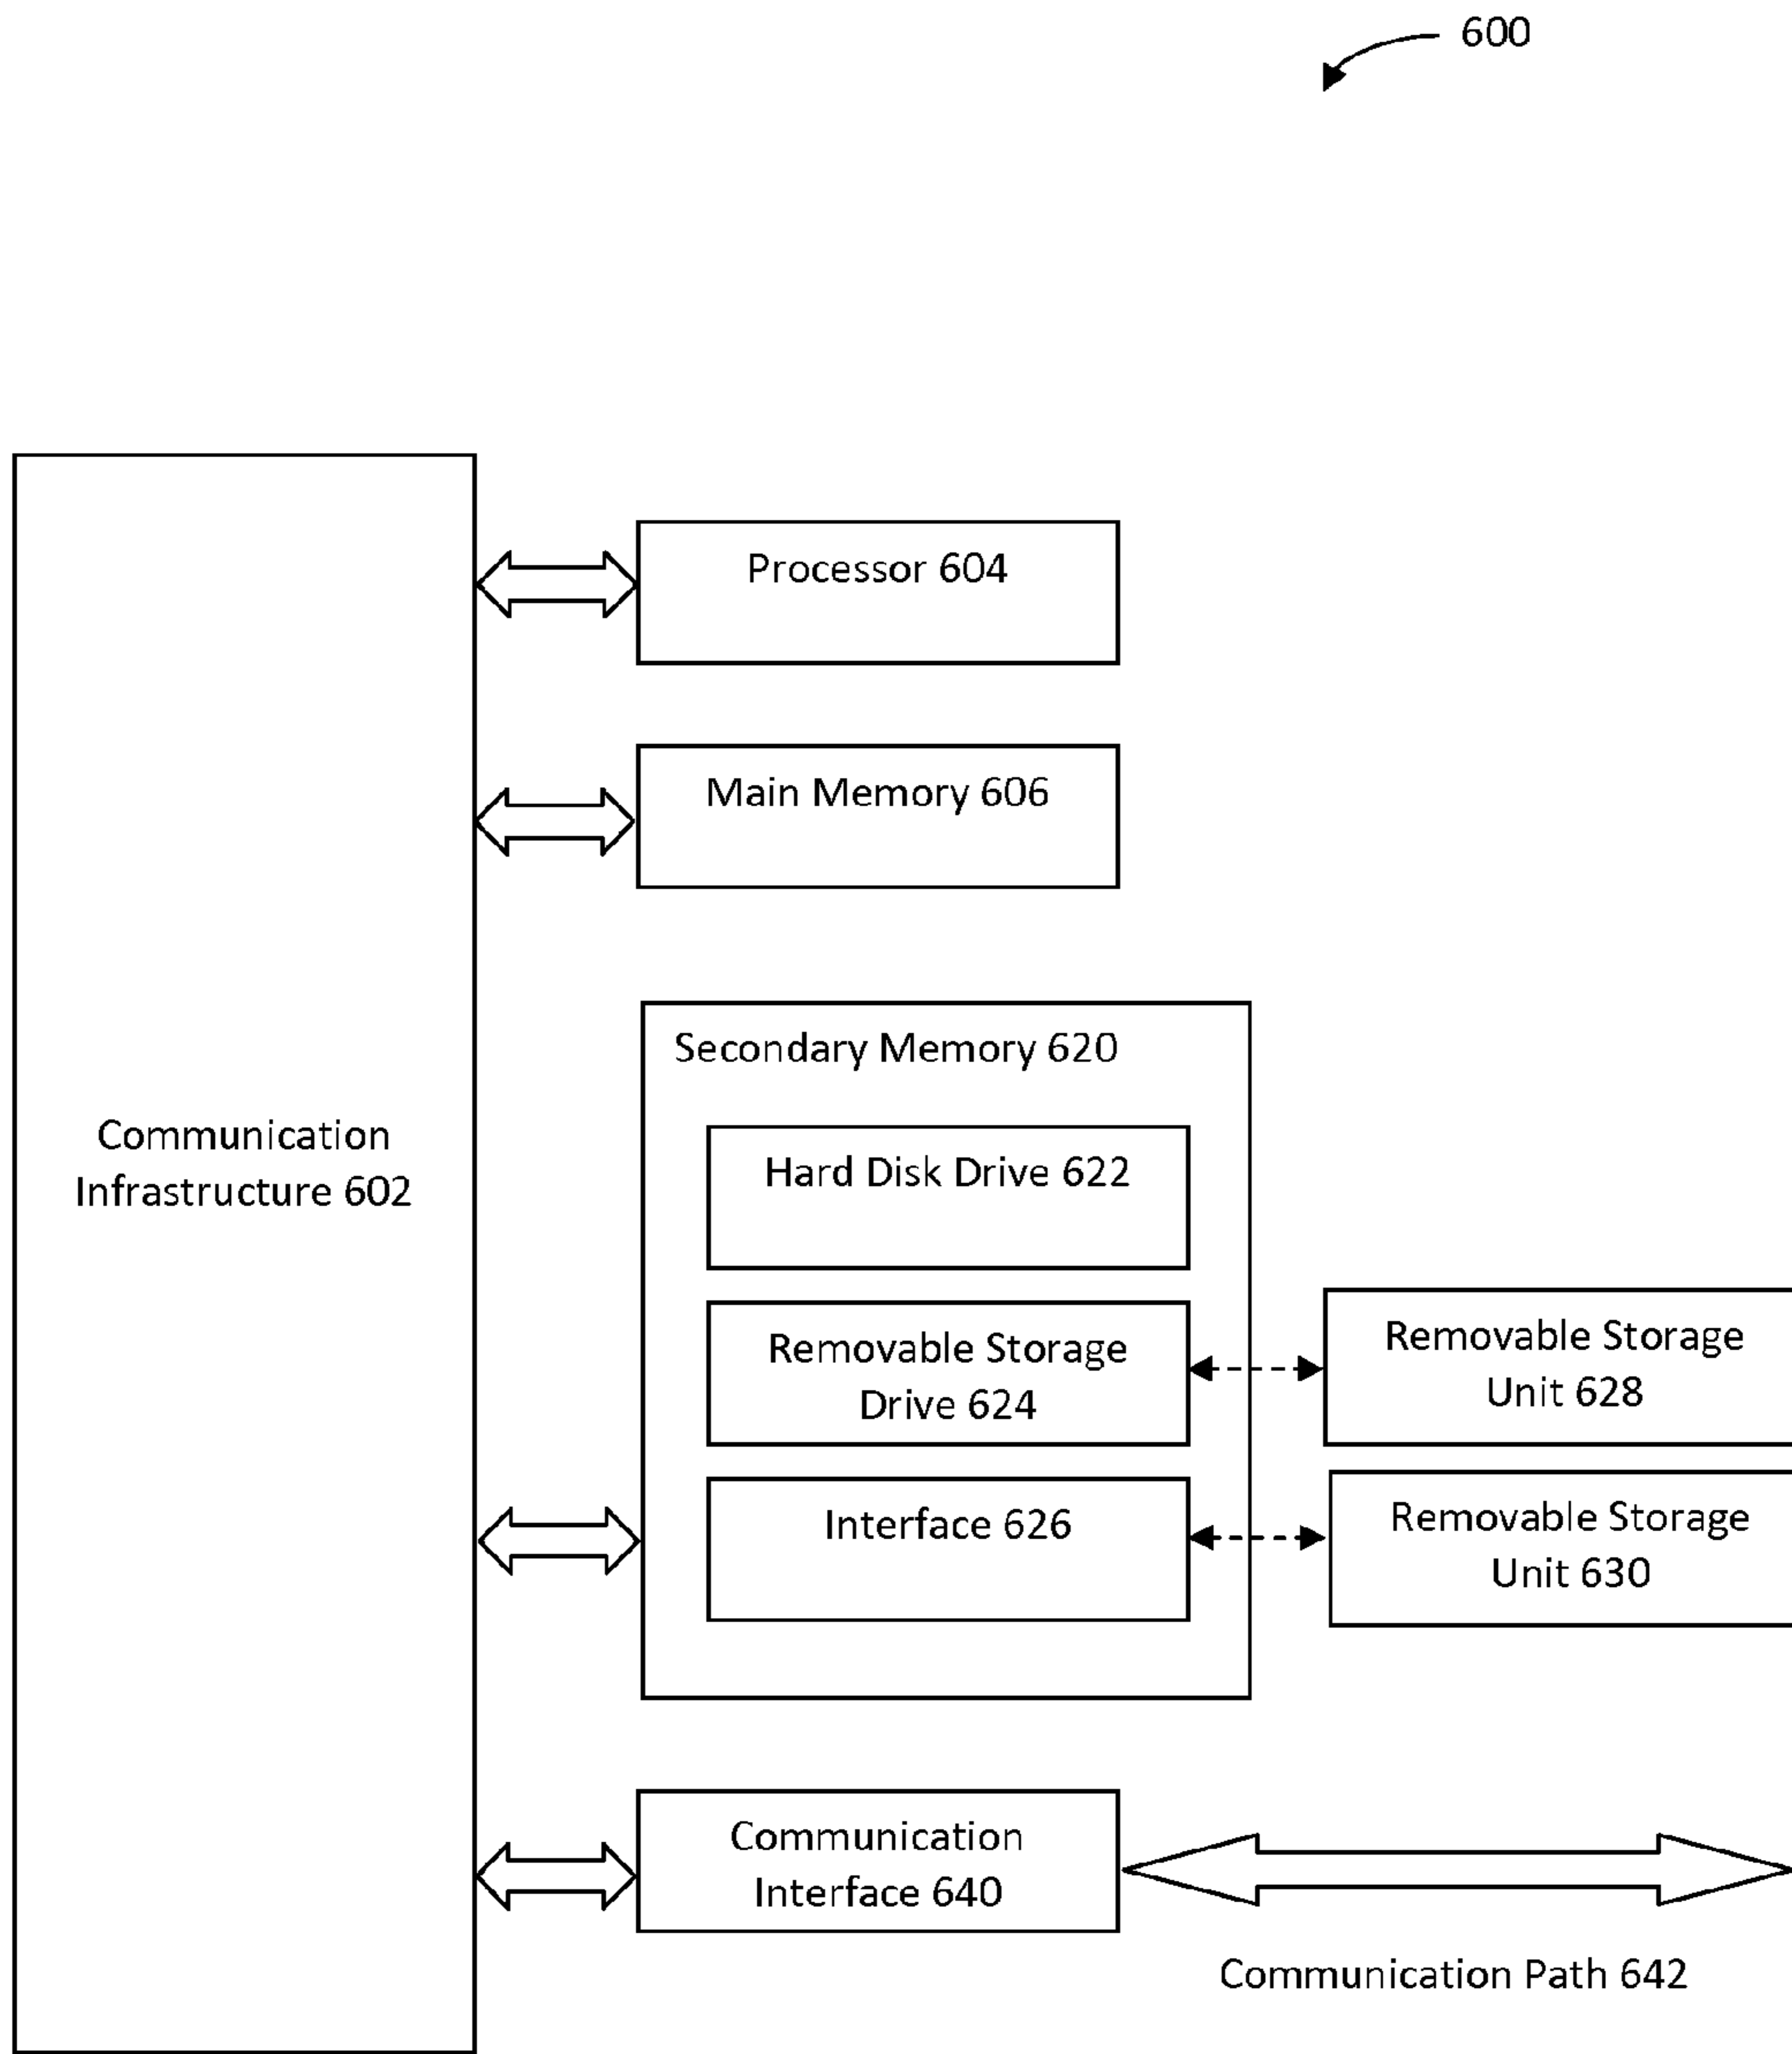 600
Processor 604
Main Memory 606
Secondary Memory 620
Communication
Infrastructure 602
Hard Disk Drive 622
Removable Storage
Drive 624
Removable Storage
Unit 628
Interface 626
Removable Storage
Unit 630
Communication
Interface 640
Communication Path 642